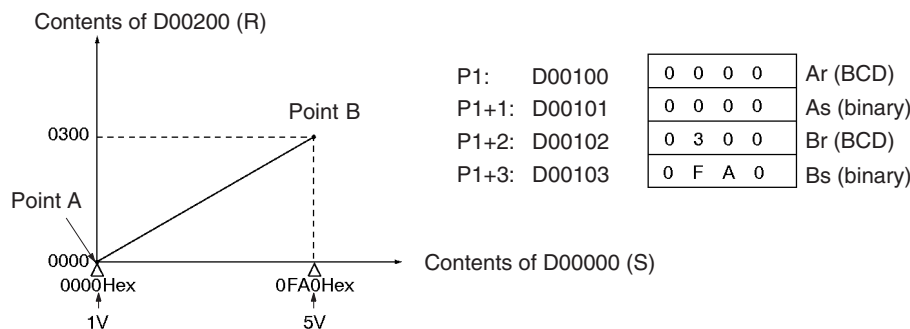 Contents of D00200 (R)
Point B
0300
Point A
0000
Contents of D00000 (S)
0000Hex 0FA0Hex
1V 5V
P1: D00100 0 0 0 0 Ar (BCD)
P1+1: D00101 0 0 0 0 As (binary)
P1+2: D00102 0 3 0 0 Br (BCD)
P1+3: D00103 0 F A 0 Bs (binary)